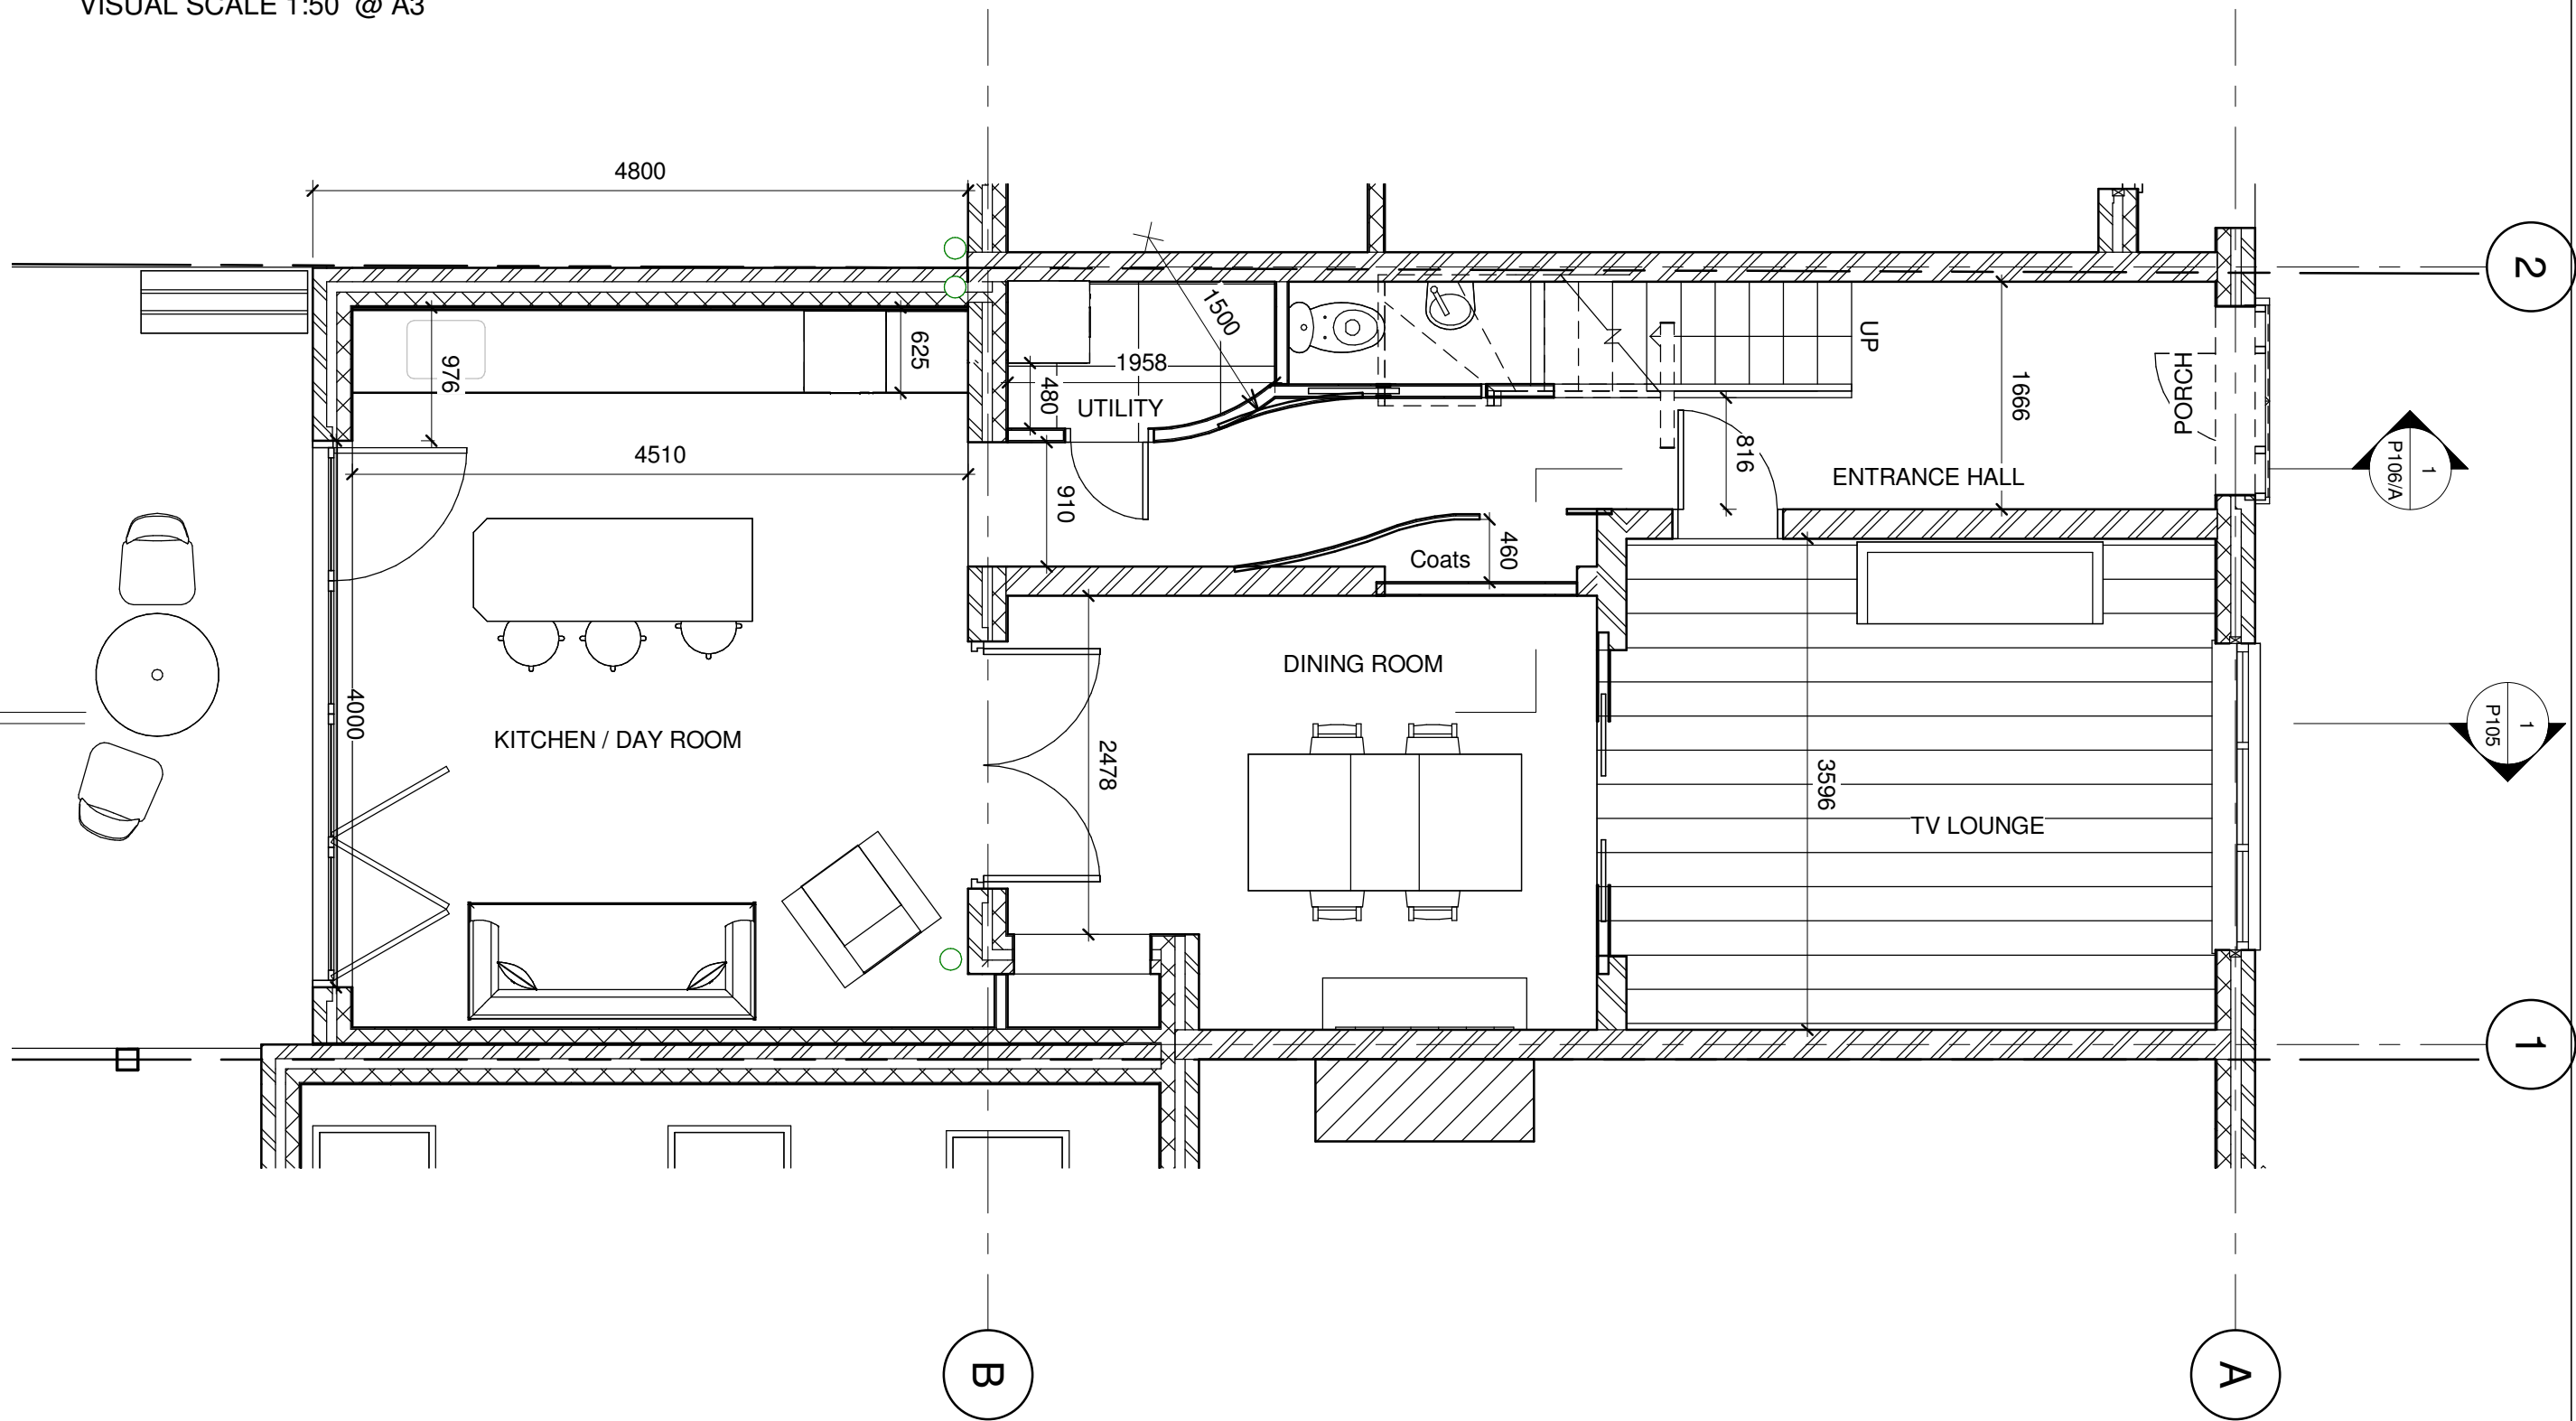 VISUAL SCALE 1:50 @ A3
4800
2
1500
UP
1958
625
976
480
UTILITY
1666
PORCH
4510
816
ENTRANCE HALL
1
P106/A
910
Coats
460
DINING ROOM
4000
KITCHEN / DAY ROOM
2478
1
P105
3596
TV LOUNGE
1
B
A